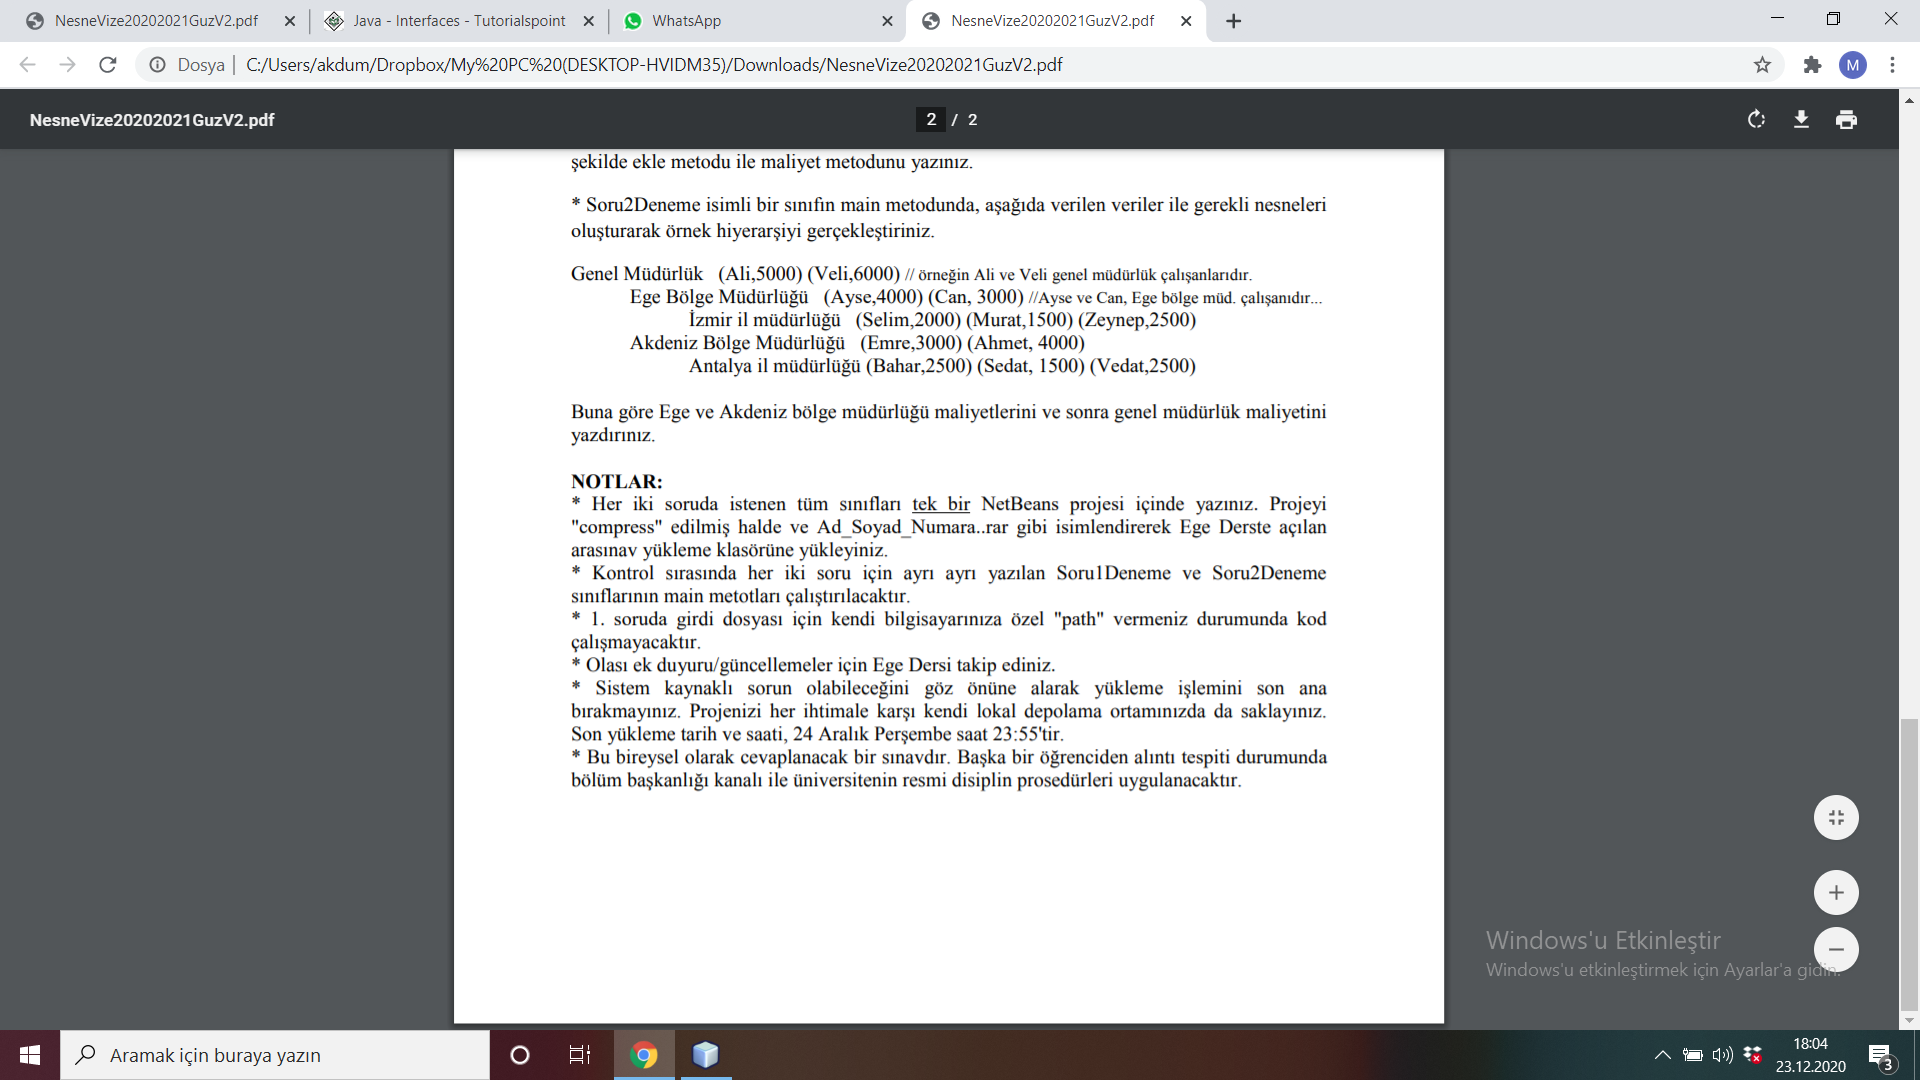 NesneVize20202021GuzV2.pdf
Java - Interfaces - Tutorialspoint
WhatsApp
NesneVize20202021GuzV2.pdf
Dosya
C:/Users/akdum/Dropbox/My%20PC%20(DESKTOP-HVIDM35)/Downloads/NesneVize20202021GuzV2.pdf
M
NesneVize20202021GuzV2.pdf
2 / 2
şekilde ekle metodu ile maliyet metodunu yazınız.
* Soru2Deneme isimli bir sınıfın main metodunda, aşağıda verilen veriler ile gerekli nesneleri
oluşturarak örnek hiyerarşiyi gerçekleştiriniz.
Genel Müdürlük (Ali,5000) (Veli,6000) // örneğin Ali ve Veli genel müdürlük çalışanlarıdır.
Ege Bölge Müdürlüğü (Ayse,4000) (Can, 3000) //Ayse ve Can, Ege bölge müd. çalışanıdır...
İzmir il müdürlüğü (Selim,2000) (Murat,1500) (Zeynep,2500)
Akdeniz Bölge Müdürlüğü (Emre,3000) (Ahmet, 4000)
Antalya il müdürlüğü (Bahar,2500) (Sedat, 1500) (Vedat,2500)
Buna göre Ege ve Akdeniz bölge müdürlüğü maliyetlerini ve sonra genel müdürlük maliyetini
yazdırınız.
NOTLAR:
* Her iki soruda istenen tüm sınıfları tek bir NetBeans projesi içinde yazınız. Projeyi
"compress" edilmiş halde ve Ad_Soyad_Numara..rar gibi isimlendirerek Ege Derste açılan
arasınav yükleme klasörüne yükleyiniz.
* Kontrol sırasında her iki soru için ayrı ayrı yazılan Soru1Deneme ve Soru2Deneme
sınıflarının main metotları çalıştırılacaktır.
* 1. soruda girdi dosyası için kendi bilgisayarınıza özel "path" vermeniz durumunda kod
çalışmayacaktır.
* Olası ek duyuru/güncellemeler için Ege Dersi takip ediniz.
* Sistem kaynaklı sorun olabileceğini göz önüne alarak yükleme işlemini son ana
bırakmayınız. Projenizi her ihtimale karşı kendi lokal depolama ortamınızda da saklayınız.
Son yükleme tarih ve saati, 24 Aralık Perşembe saat 23:55'tir.
* Bu bireysel olarak cevaplanacak bir sınavdır. Başka bir öğrenciden alıntı tespiti durumunda
bölüm başkanlığı kanalı ile üniversitenin resmi disiplin prosedürleri uygulanacaktır.
Windows'u Etkinleştir
Windows'u etkinleştirmek için Ayarlar'a gidin.
Aramak için buraya yazın
18:04
23.12.2020
3